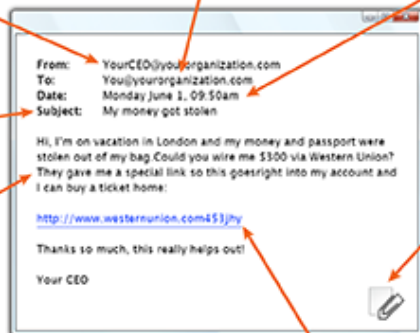 From: YourCEO@yourorganization.com
To: You@yourorganization.com
Date: Monday June 1, 09:50am
Subject: My money got stolen
Hi, I'm on vacation in London and my money and passport were
stolen out of my bag.Could you wire me $300 via Western Union?
They gave me a special link so this goesright into my account and
I can buy a ticket home:
http://www.westernunion.com4S3jhy
Thanks so much, this really helps out!
Your CEO